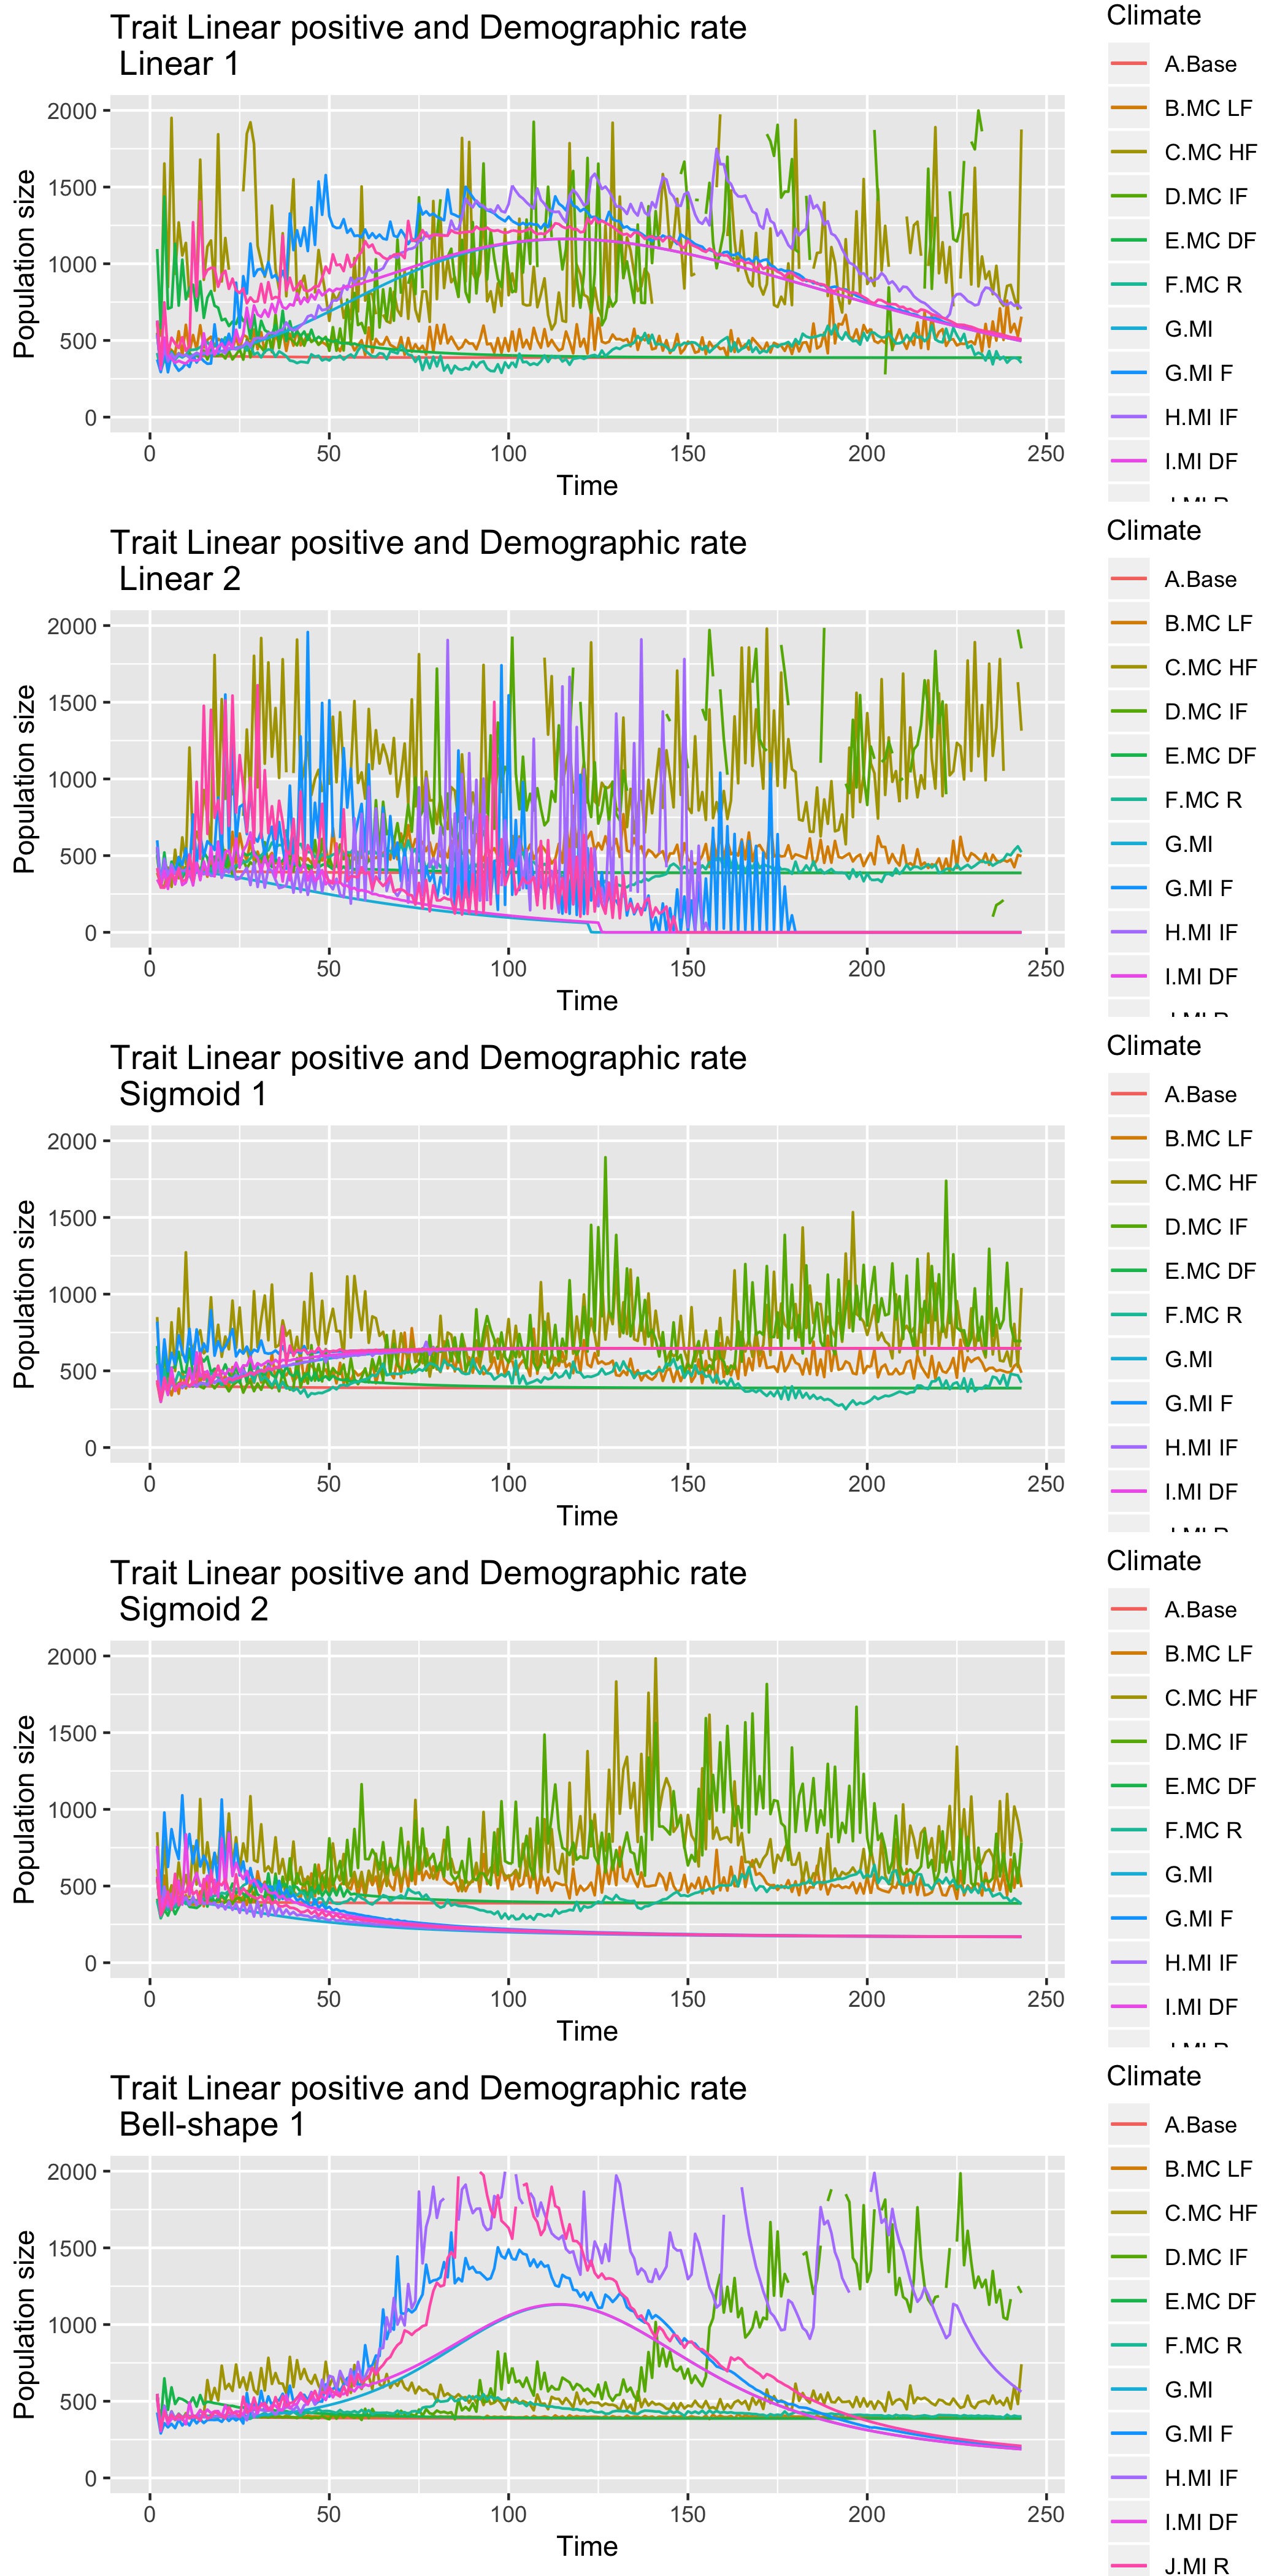 Trait Linear positive and Demographic rate
Linear 1
Climate
A.Base
B.MC LF
C.MC HF
D.MC IF
E.MC DF
F.MC R
G.MI
G.MI F
H.MI IF
I.MI DF
Population size
2000
1500
1000
500
0
0 50 100 150 200 250
Time
Trait Linear positive and Demographic rate
Linear 2
Climate
A.Base
B.MC LF
C.MC HF
D.MC IF
E.MC DF
F.MC R
G.MI
G.MI F
H.MI IF
I.MI DF
Population size
2000
1500
1000
500
0
0 50 100 150 200 250
Time
Trait Linear positive and Demographic rate
Sigmoid 1
Climate
A.Base
B.MC LF
C.MC HF
D.MC IF
E.MC DF
F.MC R
G.MI
G.MI F
H.MI IF
I.MI DF
Population size
2000
1500
1000
500
0
0 50 100 150 200 250
Time
Trait Linear positive and Demographic rate
Sigmoid 2
Climate
A.Base
B.MC LF
C.MC HF
D.MC IF
E.MC DF
F.MC R
G.MI
G.MI F
H.MI IF
I.MI DF
Population size
2000
1500
1000
500
0
0 50 100 150 200 250
Time
Trait Linear positive and Demographic rate
Bell-shape 1
Climate
A.Base
B.MC LF
C.MC HF
D.MC IF
E.MC DF
F.MC R
G.MI
G.MI F
H.MI IF
I.MI DF
J.MI R
Population size
2000
1500
1000
500
0
0 50 100 150 200 250
Time